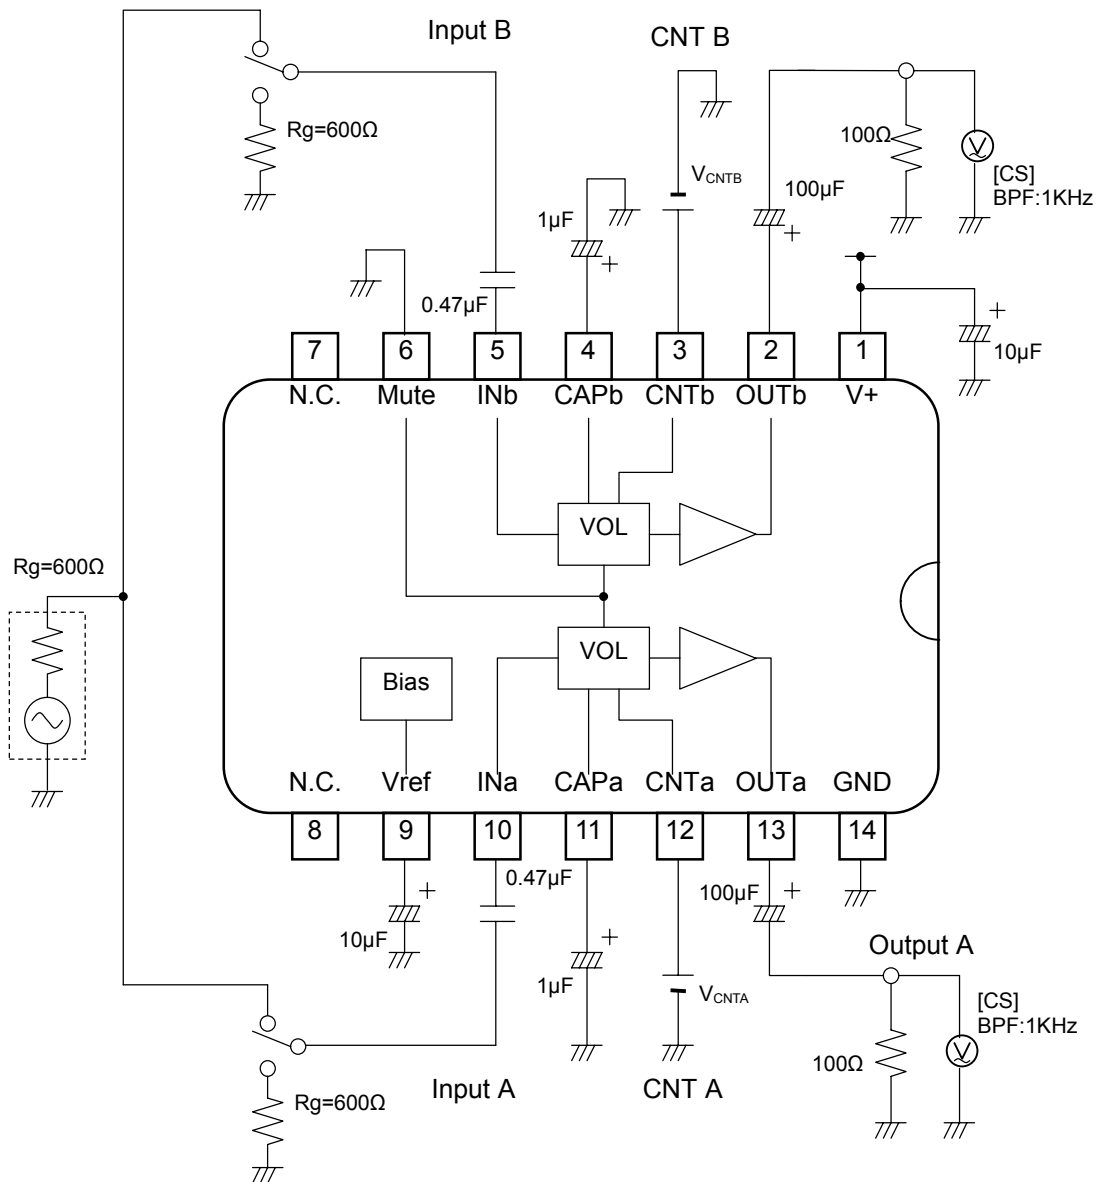 Input B
CNT B
Rg=600Ω
100Ω
[CS]
BPF:1KHz
V_CNTB
100µF
+
1µF
+
0.47µF
+
10µF
7 6 5 4 3 2 1
N.C. Mute INb CAPb CNTb OUTb V+
VOL
Rg=600Ω
VOL
Bias
N.C. Vref INa CAPa CNTa OUTa GND
8 9 10 11 12 13 14
+
10µF
0.47µF
+
1µF
100µF
+
V_CNTA
Output A
[CS]
BPF:1KHz
100Ω
Rg=600Ω
Input A
CNT A
V
V